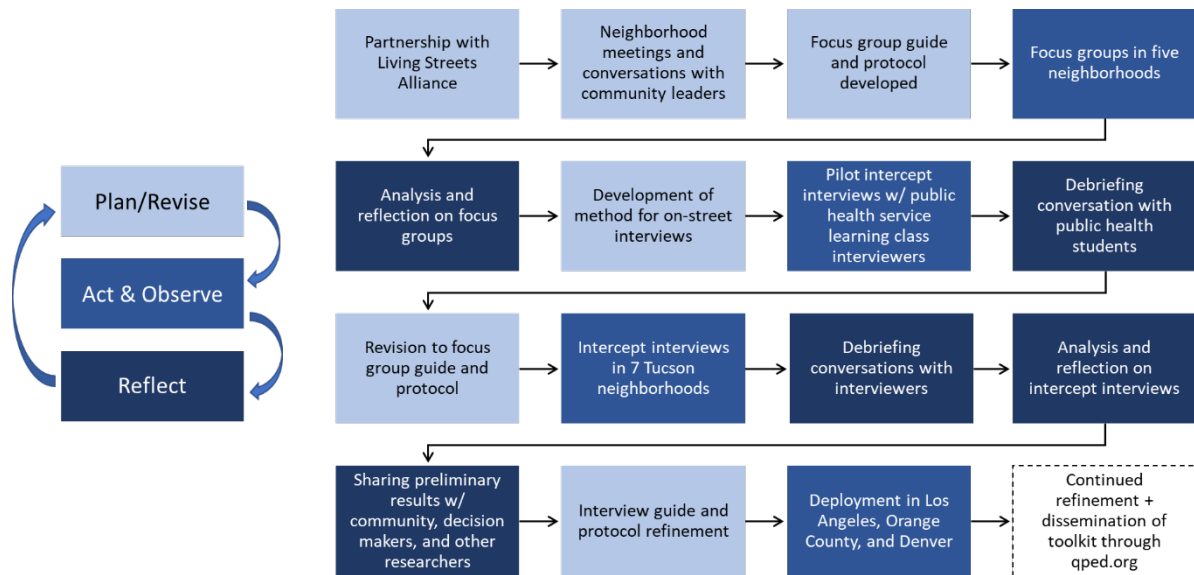 Plan/Revise
Act & Observe
Reflect
Partnership with
Living Streets
Alliance
Neighborhood
meetings and
conversations with
community leaders
Focus group guide
and protocol
developed
Focus groups in five
neighborhoods
Analysis and
reflection on focus
groups
Development of
method for on-street
interviews
Pilot intercept
interviews w/ public
health service
learning class
interviewers
Debriefing
conversation with
public health
students
Revision to focus
group guide and
protocol
Intercept interviews
in 7 Tucson
neighborhoods
Debriefing
conversations with
interviewers
Analysis and
reflection on
intercept interviews
Sharing preliminary
results w/
community, decision
makers, and other
researchers
Interview guide and
protocol refinement
Deployment in Los
Angeles, Orange
County, and Denver
Continued
refinement +
dissemination of
toolkit through
qped.org